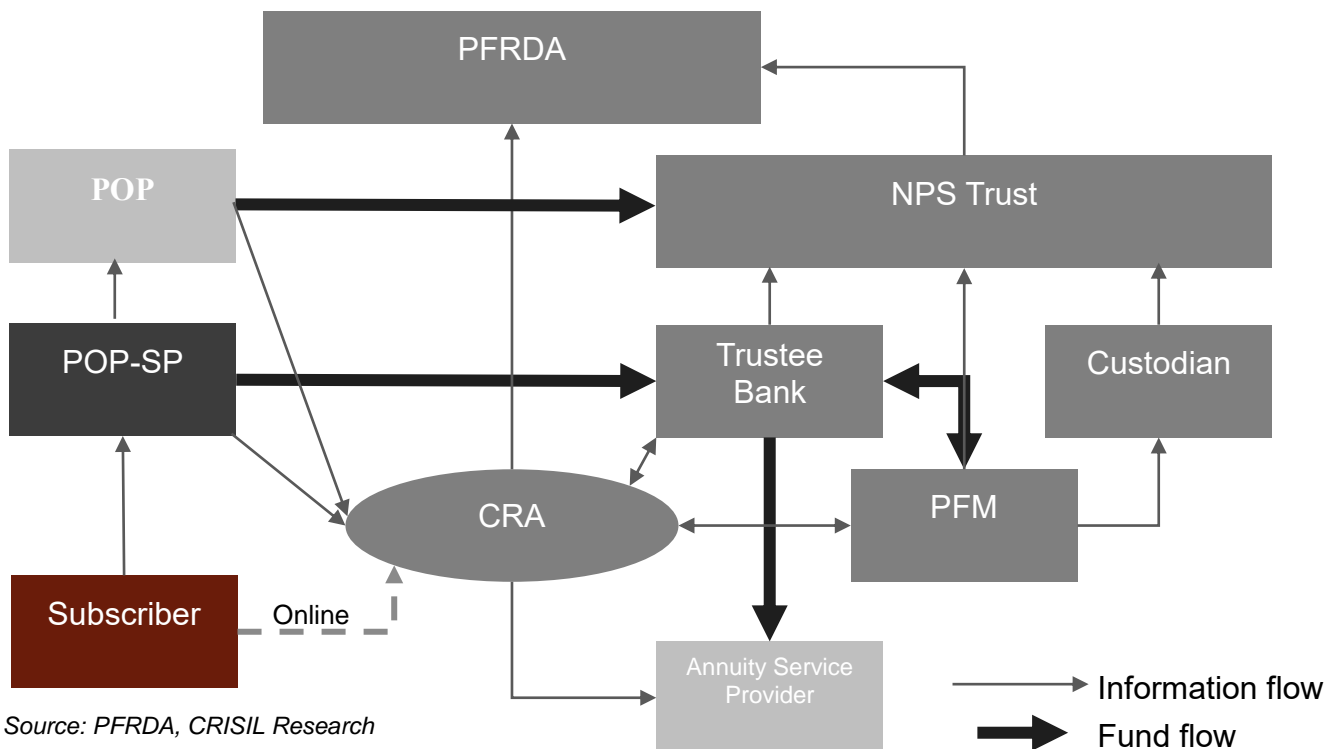 PFRDA
POP
NPS Trust
POP-SP
Trustee
Bank
Custodian
CRA
PFM
Subscriber
Online
Annuity Service
Provider
Information flow
Source: PFRDA, CRISIL Research
Fund flow